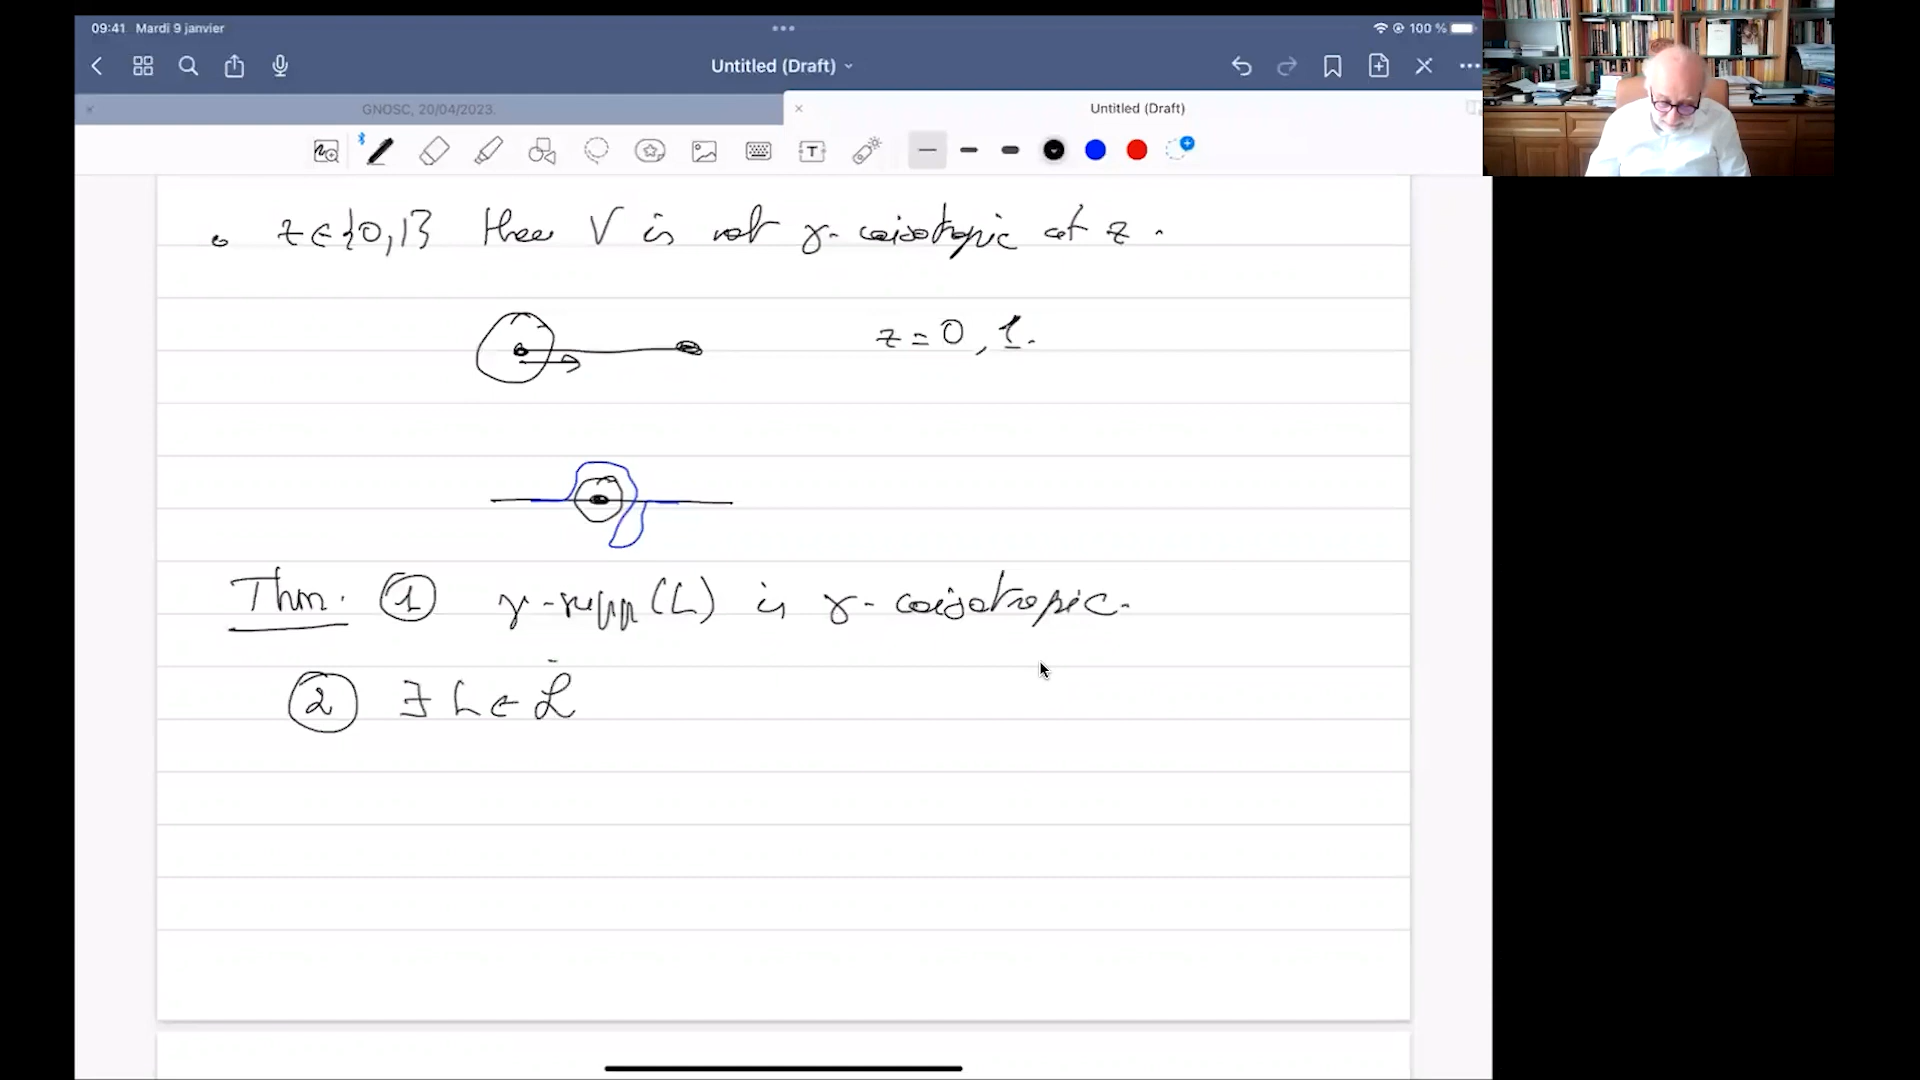 09:41 Mardi 9 janvier
100 %
Untitled (Draft)
GNOSC, 20/04/2023.
Untitled (Draft)
T
z ∈ {0,1} then V is not γ-coisotropic at z.
z = 0, 1.
Thm. ① γ-supp(L) is γ-coisotropic.
② ∃ L ∈ ℒ